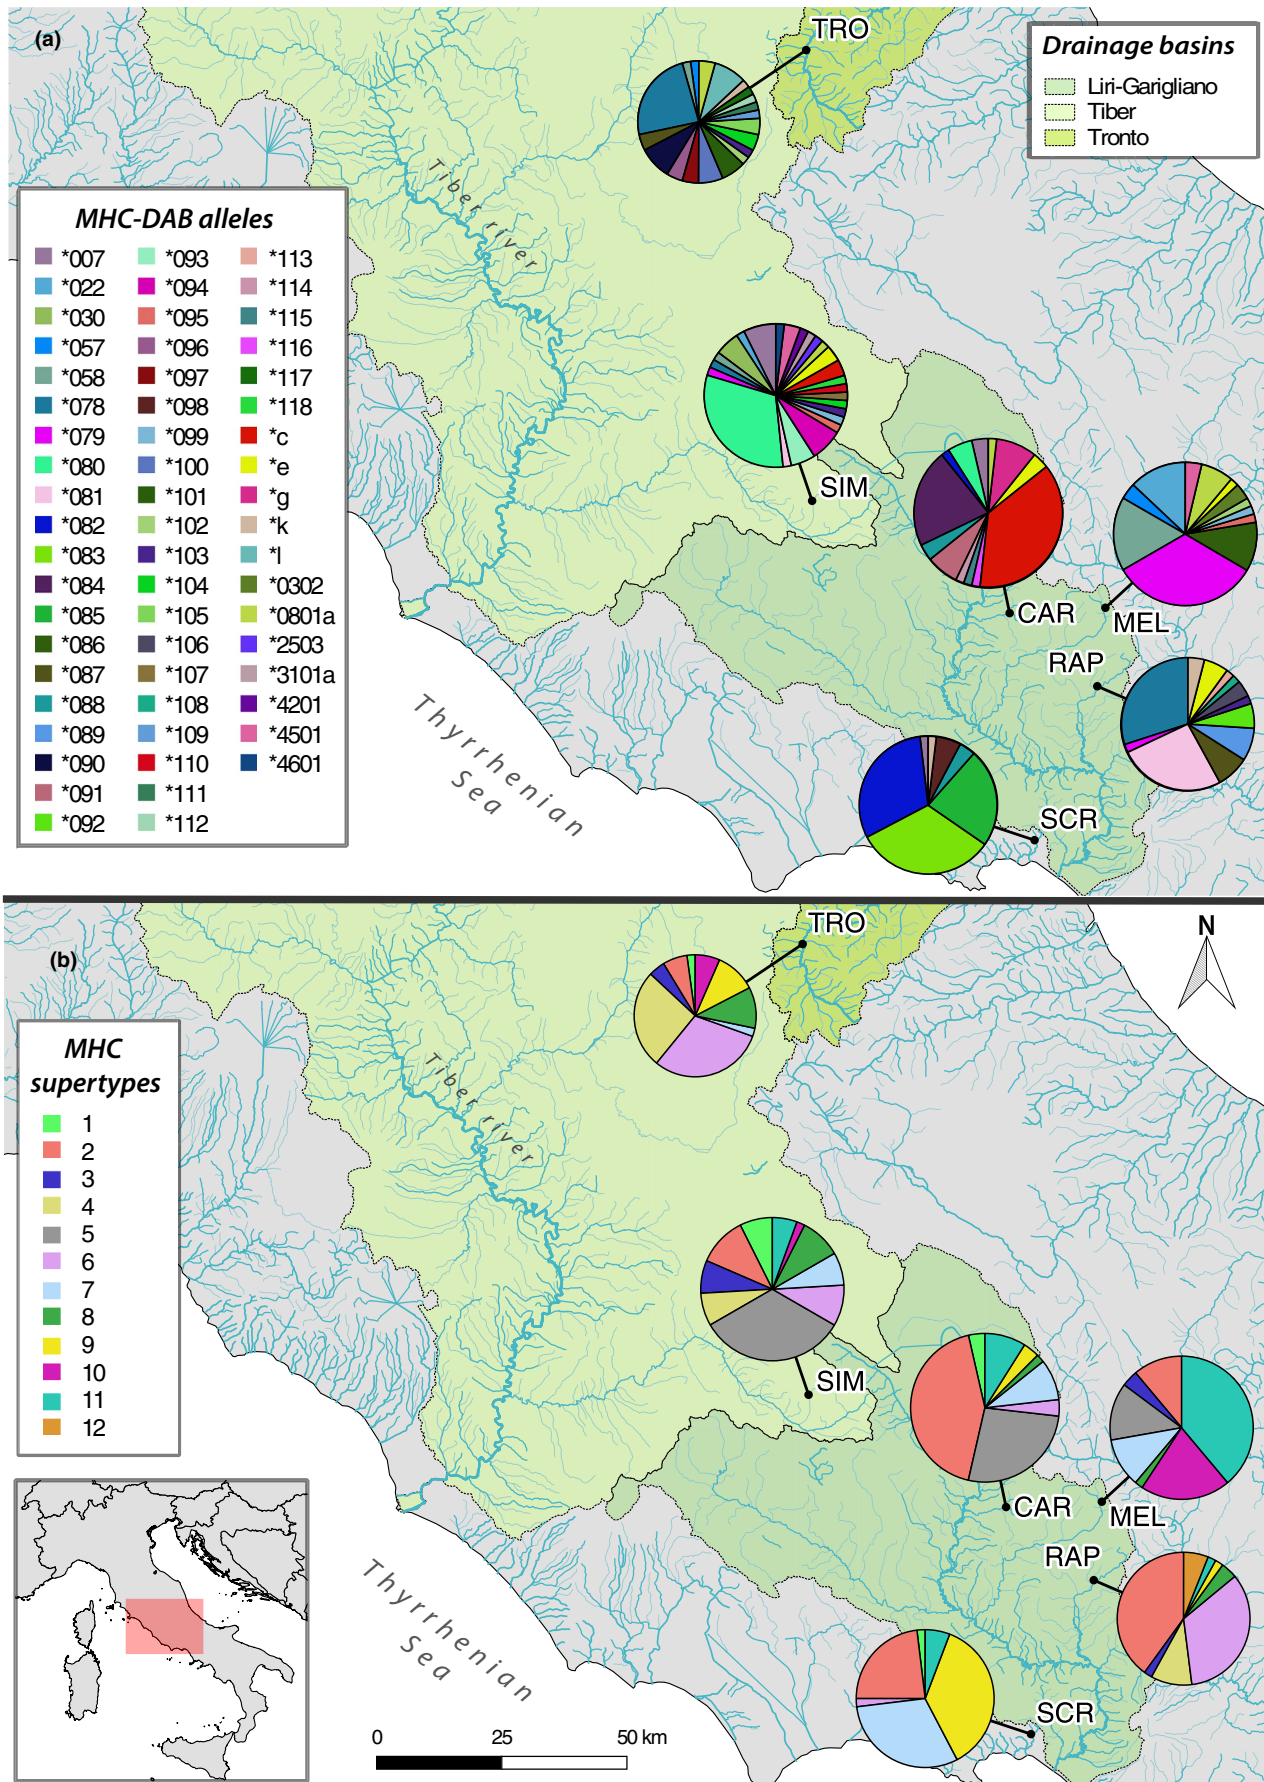 (a)
TRO
Drainage basins
Liri-Garigliano
Tiber
Tronto
Tiber river
MHC-DAB alleles
*007
*022
*030
*057
*058
*078
*079
*080
*081
*082
*083
*084
*085
*086
*087
*088
*089
*090
*091
*092
*093
*094
*095
*096
*097
*098
*099
*100
*101
*102
*103
*104
*105
*106
*107
*108
*109
*110
*111
*112
*113
*114
*115
*116
*117
*118
*c
*e
*g
*k
*l
*0302
*0801a
*2503
*3101a
*4201
*4501
*4601
SIM
CAR
MEL
RAP
SCR
Thyrrhenian
Sea
(b)
TRO
N
Tiber river
MHC
supertypes
1
2
3
4
5
6
7
8
9
10
11
12
SIM
CAR
MEL
RAP
SCR
Thyrrhenian
Sea
0 25 50 km